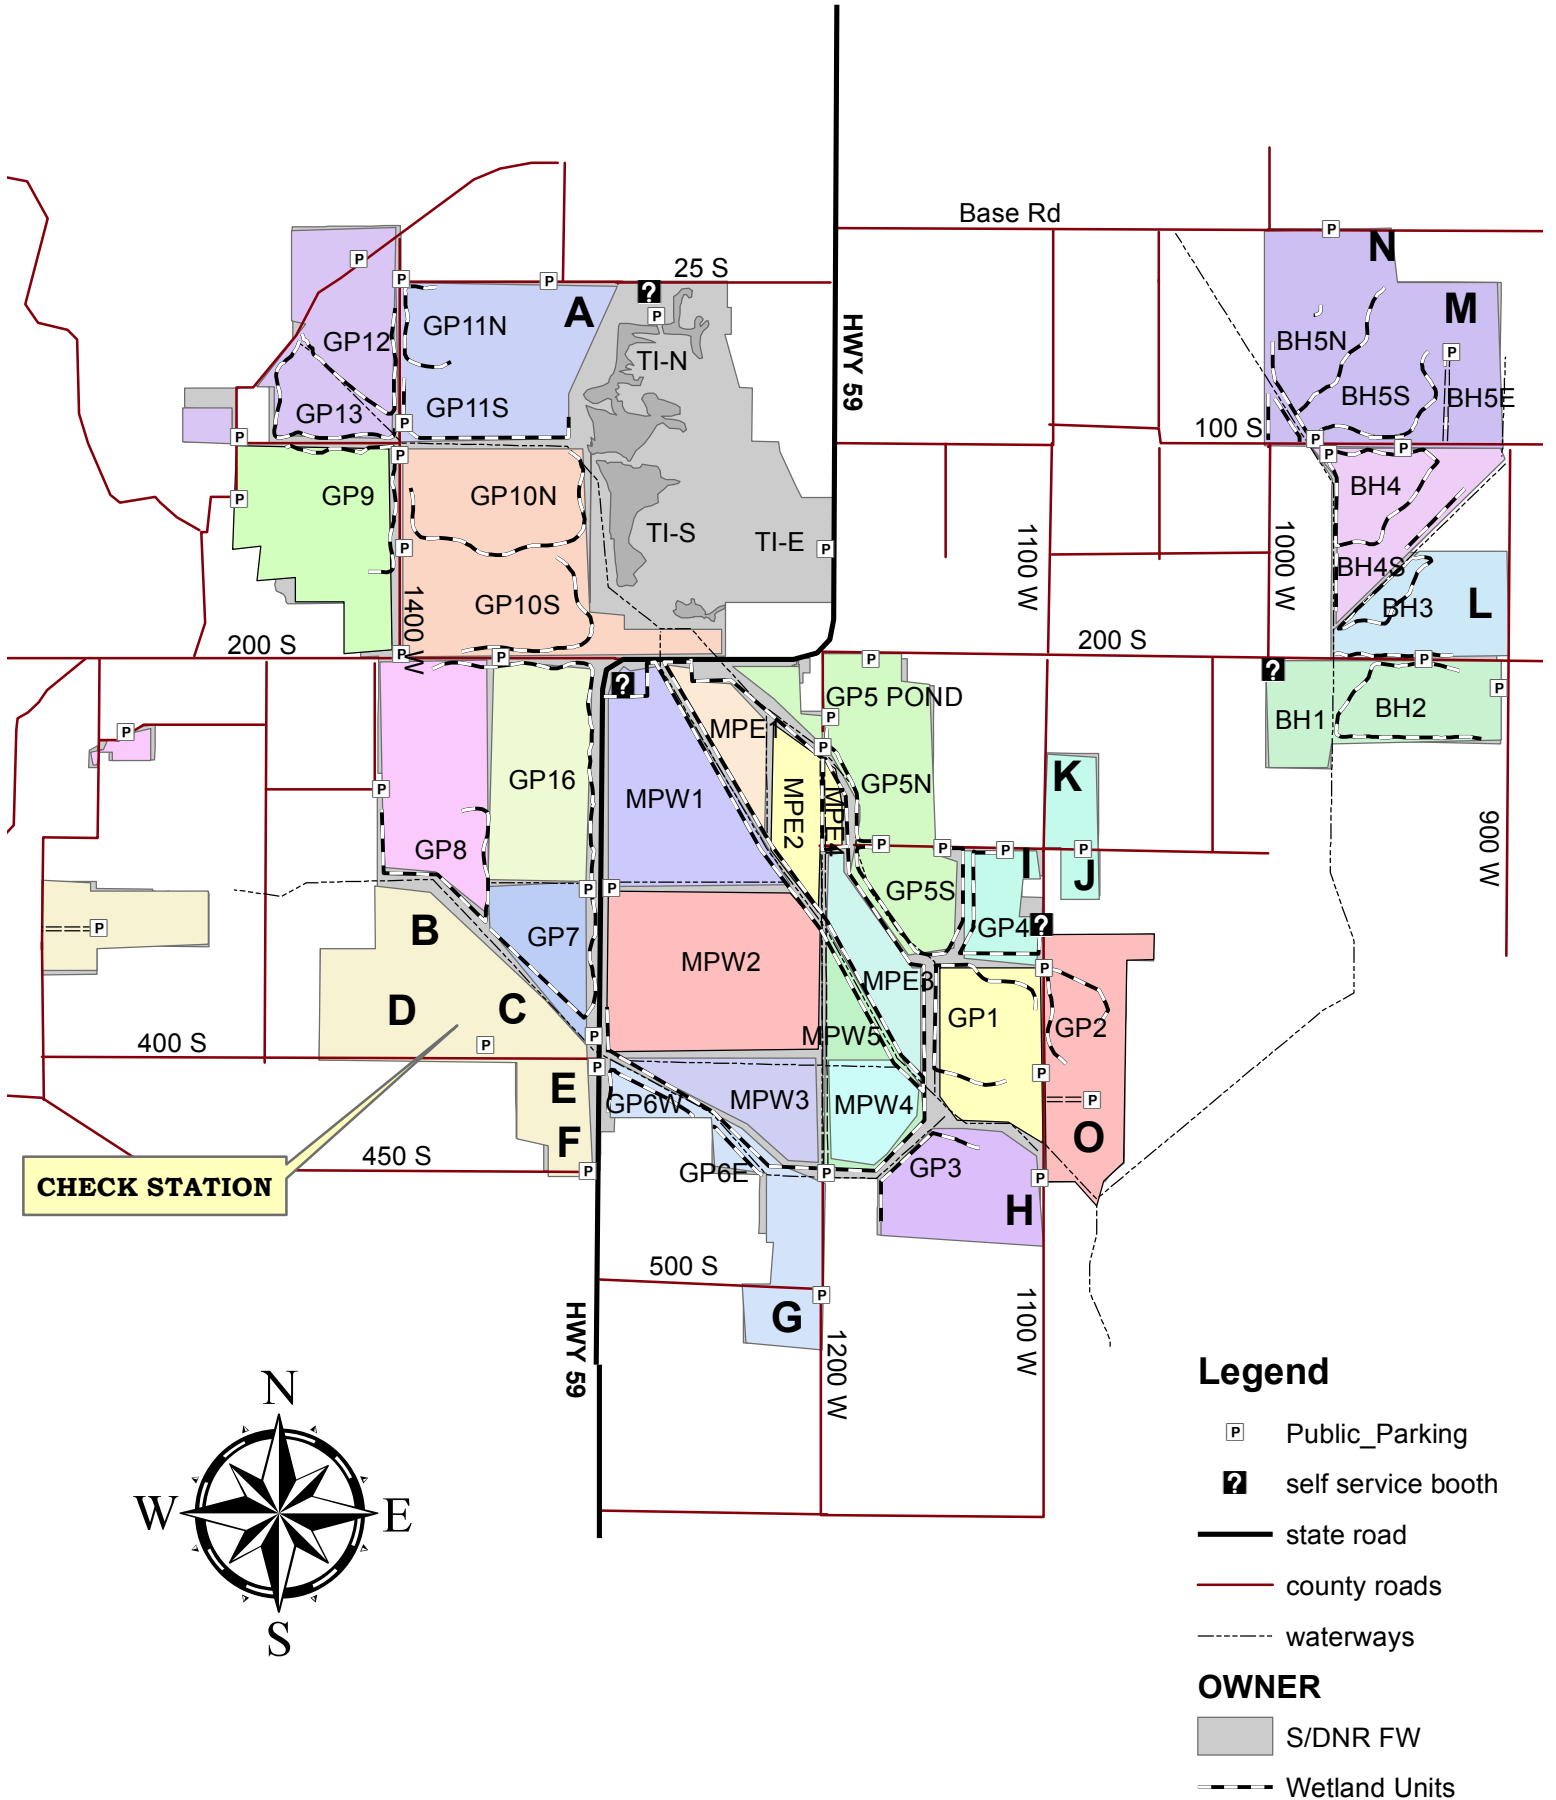 Base Rd
N
25 S
A
GP11N
GP12
TI-N
HWY 59
M
BH5N
GP11S
GP13
BH5S
BH5E
100 S
GP9
GP10N
TI-S
TI-E
BH4
1100 W
1000 W
BH4S
GP10S
1400 W
BH3
L
200 S
200 S
GP5 POND
MPE1
BH1
BH2
GP16
MPW1
MPE2
MPE4
GP5N
K
GP8
900 W
I
J
GP5S
B
GP7
GP4
MPW2
MPE3
D
C
GP1
GP2
MPW5
400 S
E
GP6W
MPW3
MPW4
O
F
450 S
GP6E
GP3
CHECK STATION
H
500 S
G
HWY 59
1200 W
1100 W
N
W
E
S
Legend
P Public_Parking
? self service booth
state road
county roads
waterways
OWNER
S/DNR FW
Wetland Units